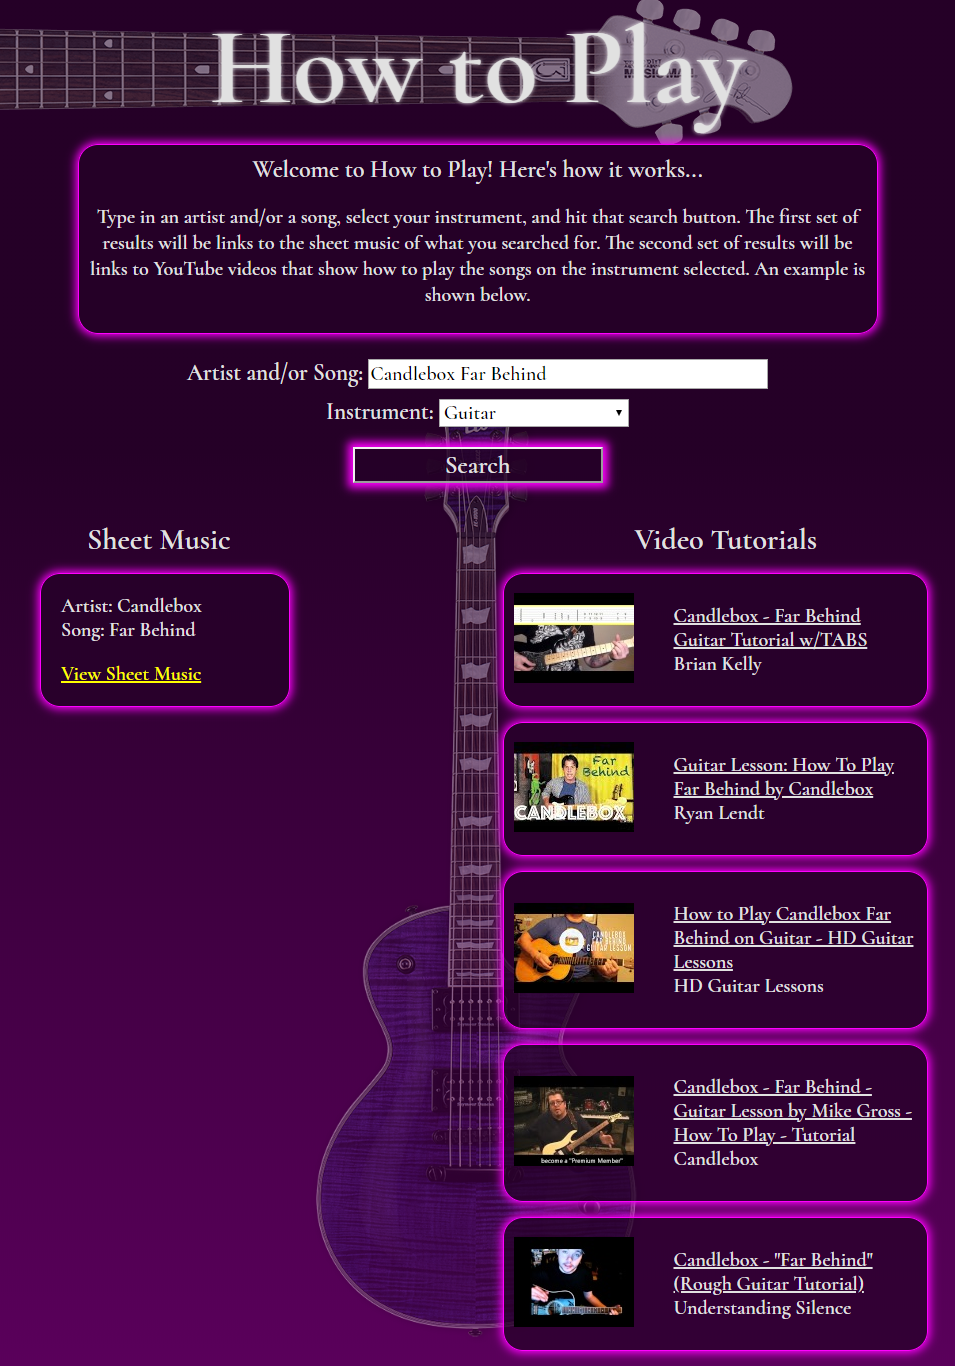 How to Play
MUSIC MAN
Welcome to How to Play! Here's how it works...
Type in an artist and/or a song, select your instrument, and hit that search button. The first set of
results will be links to the sheet music of what you searched for. The second set of results will be
links to YouTube videos that show how to play the songs on the instrument selected. An example is
shown below.
Artist and/or Song: Candlebox Far Behind
Instrument: Guitar
Search
Sheet Music
Artist: Candlebox
Song: Far Behind
View Sheet Music
Video Tutorials
Candlebox - Far Behind
Guitar Tutorial w/TABS
Brian Kelly
Far
Behind
CANDLEBOX
Guitar Lesson: How To Play
Far Behind by Candlebox
Ryan Lendt
CANDLEBOX
FAR BEHIND
GUITAR LESSON
How to Play Candlebox Far
Behind on Guitar - HD Guitar
Lessons
HD Guitar Lessons
become a "Premium Member"
Candlebox - Far Behind -
Guitar Lesson by Mike Gross -
How To Play - Tutorial
Candlebox
Candlebox - "Far Behind"
(Rough Guitar Tutorial)
Understanding Silence